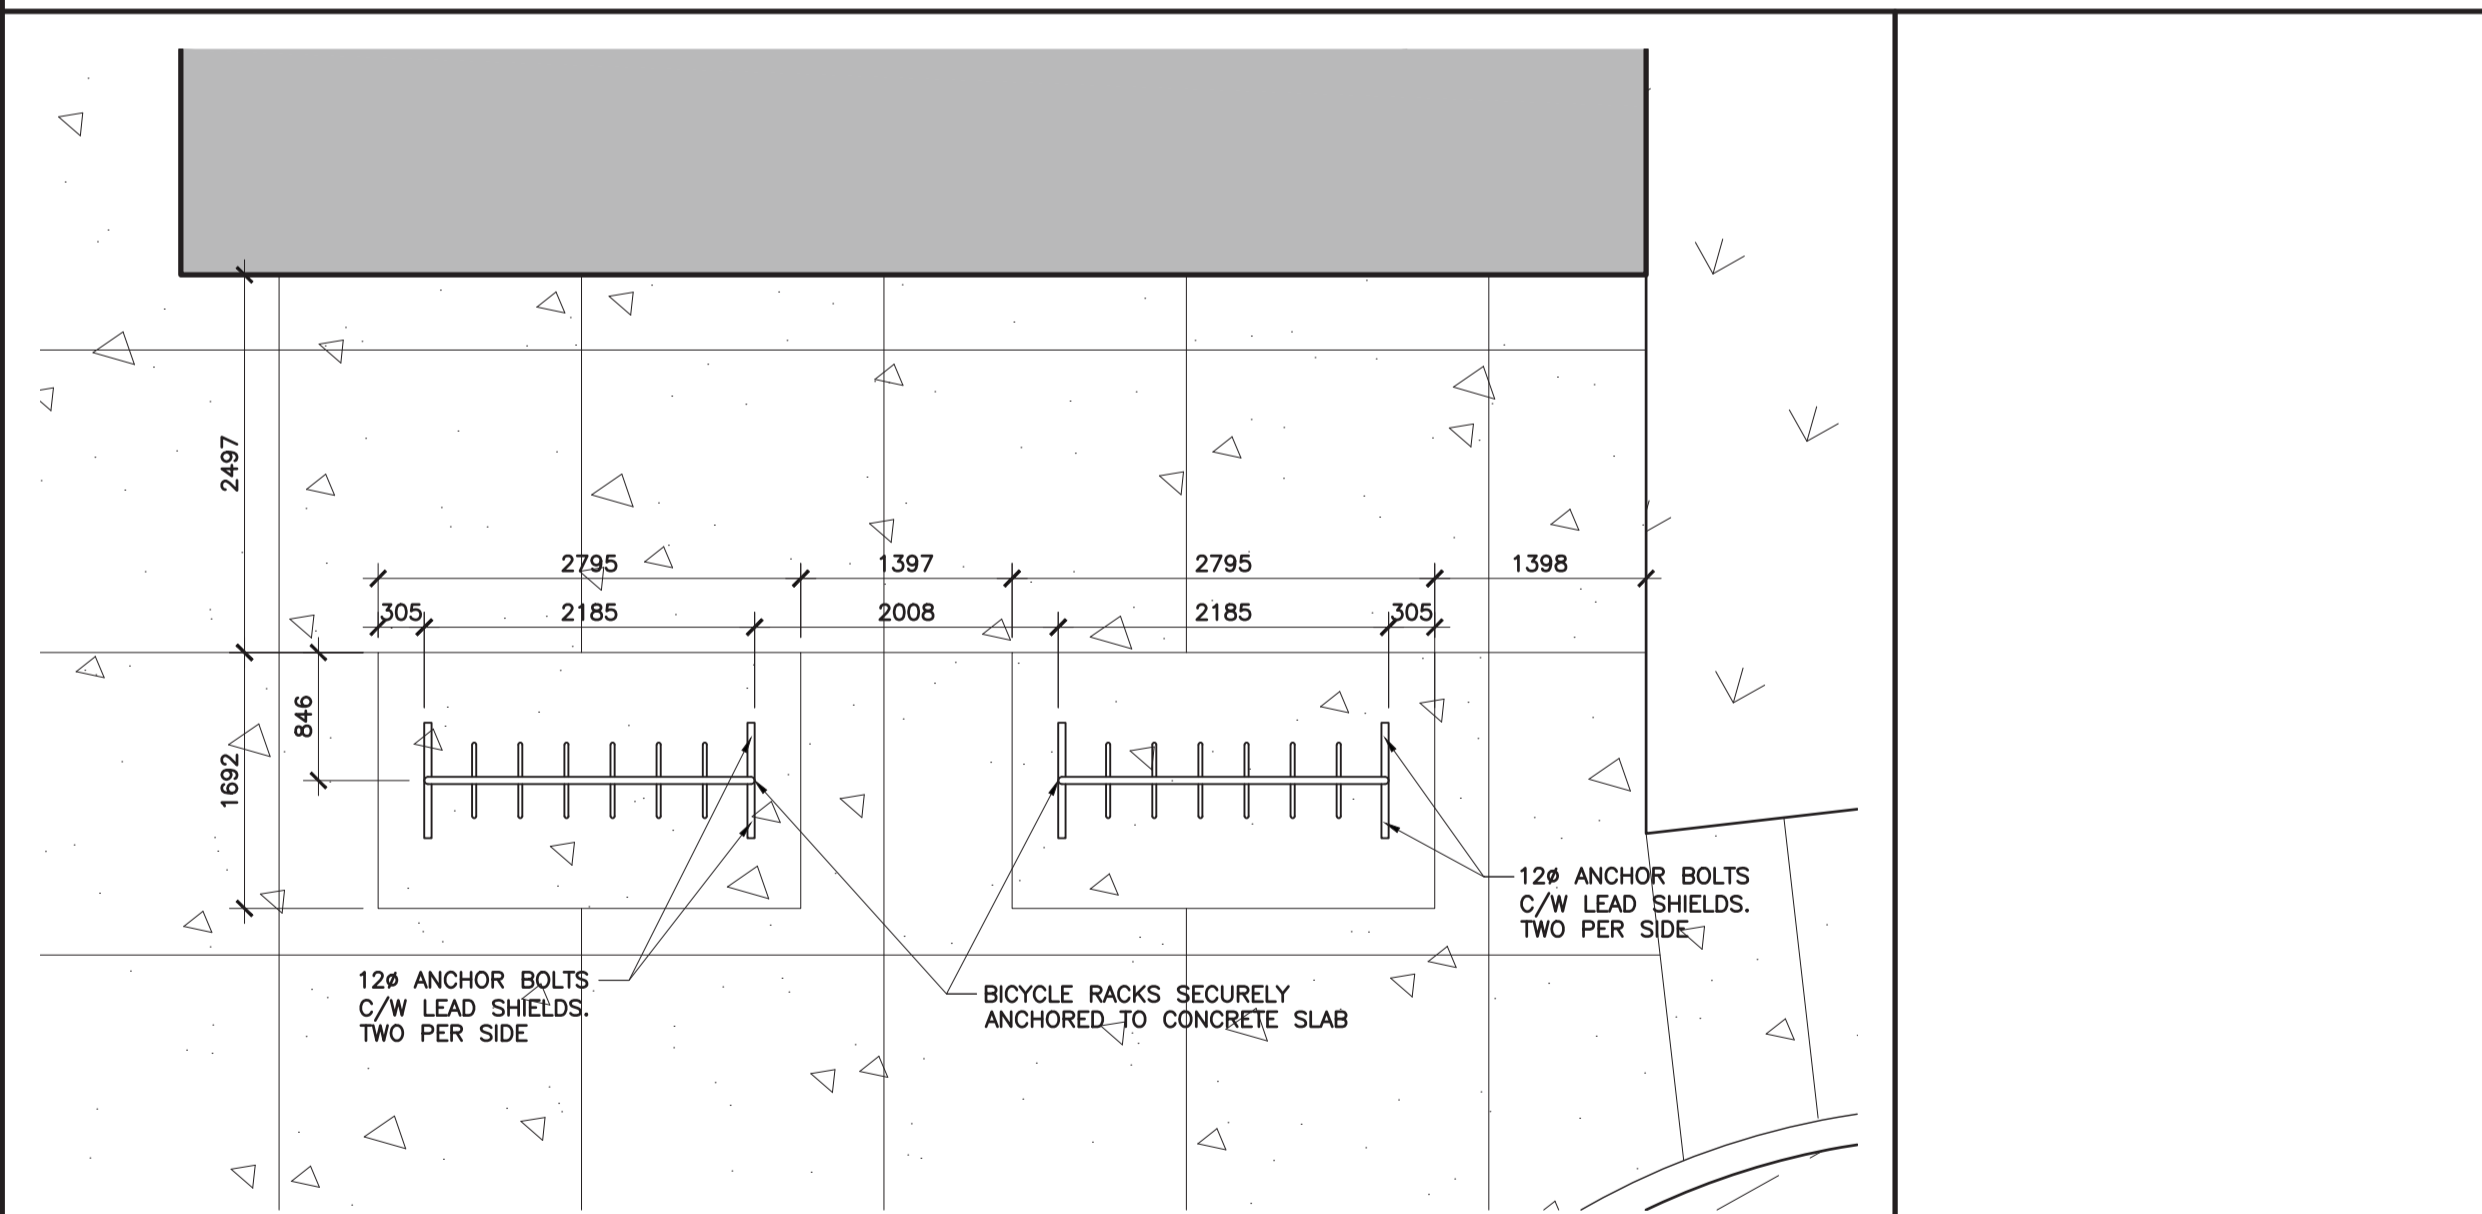 2497
2795
1397
2795
1398
305
2185
2008
2185
305
846
1692
12ø ANCHOR BOLTS
C/W LEAD SHIELDS.
TWO PER SIDE
12ø ANCHOR BOLTS
C/W LEAD SHIELDS.
TWO PER SIDE
BICYCLE RACKS SECURELY
ANCHORED TO CONCRETE SLAB